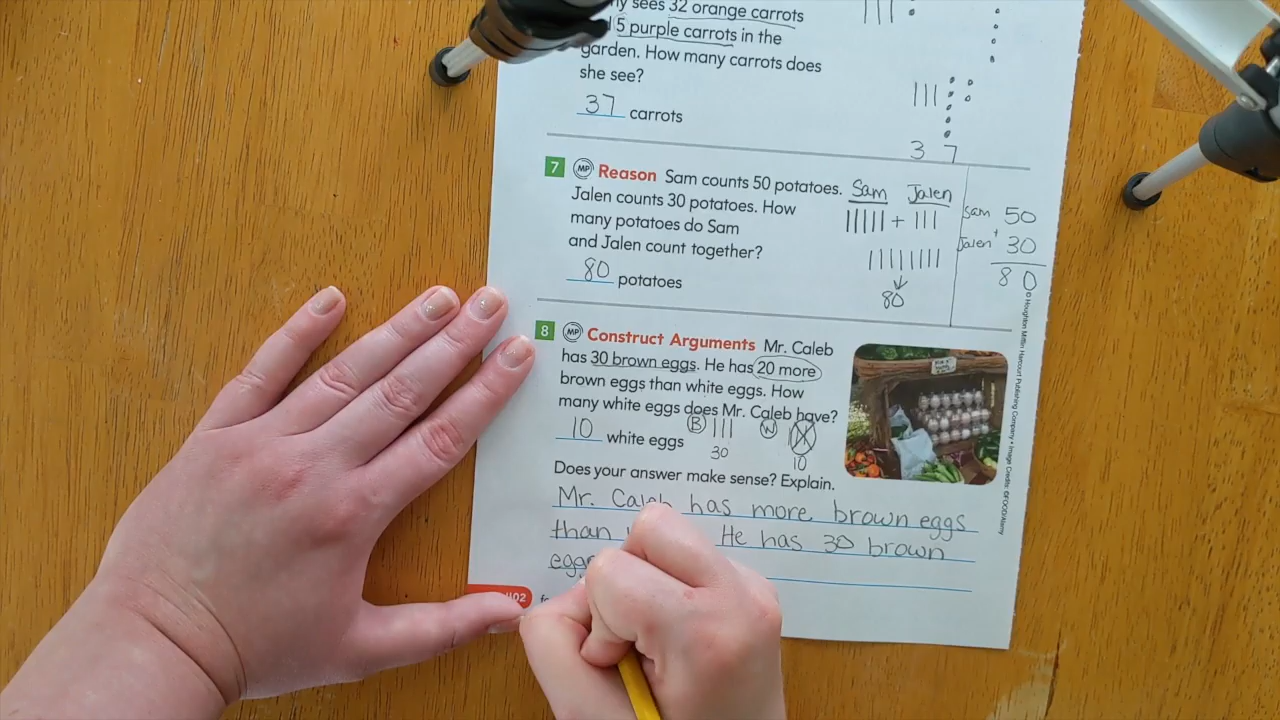 sees 32 orange carrots
5 purple carrots in the
garden. How many carrots does
she see?
37 carrots
3 7
7 MP Reason Sam counts 50 potatoes.
Jalen counts 30 potatoes. How
many potatoes do Sam
and Jalen count together?
80 potatoes
Sam Jalen
+
80
Sam 50
Jalen + 30
80
8 MP Construct Arguments Mr. Caleb
has 30 brown eggs. He has 20 more
brown eggs than white eggs. How
many white eggs does Mr. Caleb have?
10 white eggs
B W
30 10
Does your answer make sense? Explain.
Mr. Caleb has more brown eggs
than He has 30 brown
eggs
© Houghton Mifflin Harcourt Publishing Company • Image Credit: